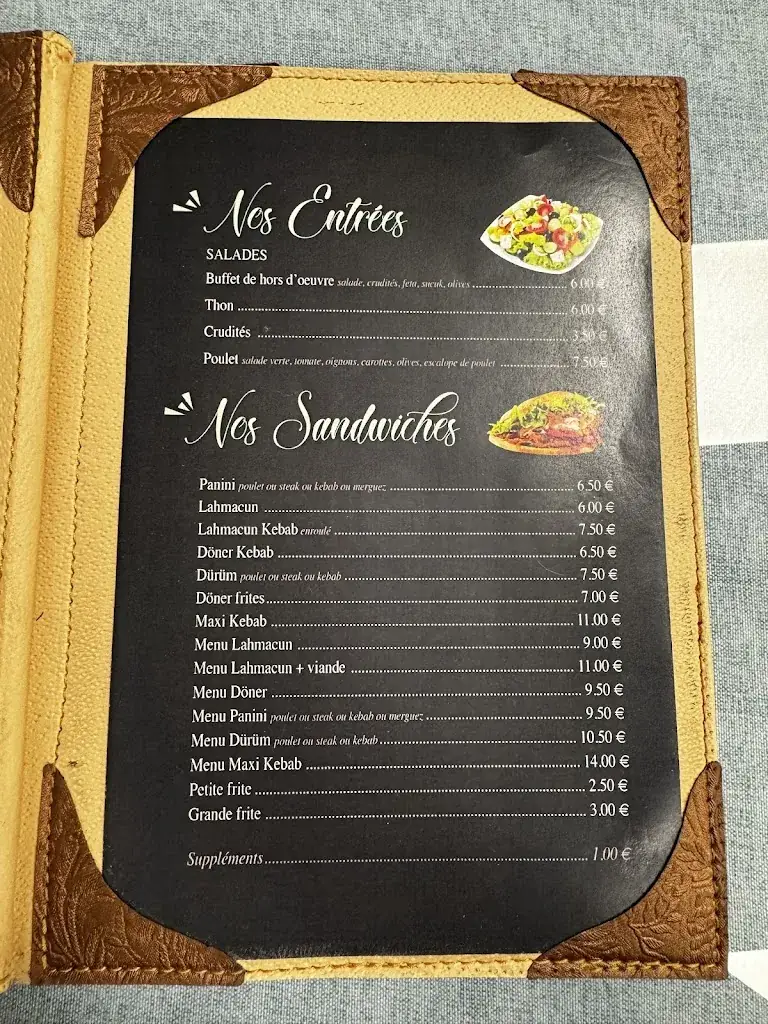 Nos Entrées
SALADES
Buffet de hors d'oeuvre salade, crudités, feta, sucuk, olives 6.00 €
Thon 6.00 €
Crudités 3.50 €
Poulet salade verte, tomate, oignons, carottes, olives, escalope de poulet 7.50 €
Nos Sandwiches
Panini poulet ou steak ou kebab ou merguez 6.50 €
Lahmacun 6.00 €
Lahmacun Kebab enroulé 7.50 €
Döner Kebab 6.50 €
Dürüm poulet ou steak ou kebab 7.50 €
Döner frites 7.00 €
Maxi Kebab 11.00 €
Menu Lahmacun 9.00 €
Menu Lahmacun + viande 11.00 €
Menu Döner 9.50 €
Menu Panini poulet ou steak ou kebab ou merguez 9.50 €
Menu Dürüm poulet ou steak ou kebab 10.50 €
Menu Maxi Kebab 14.00 €
Petite frite 2.50 €
Grande frite 3.00 €
Suppléments 1.00 €